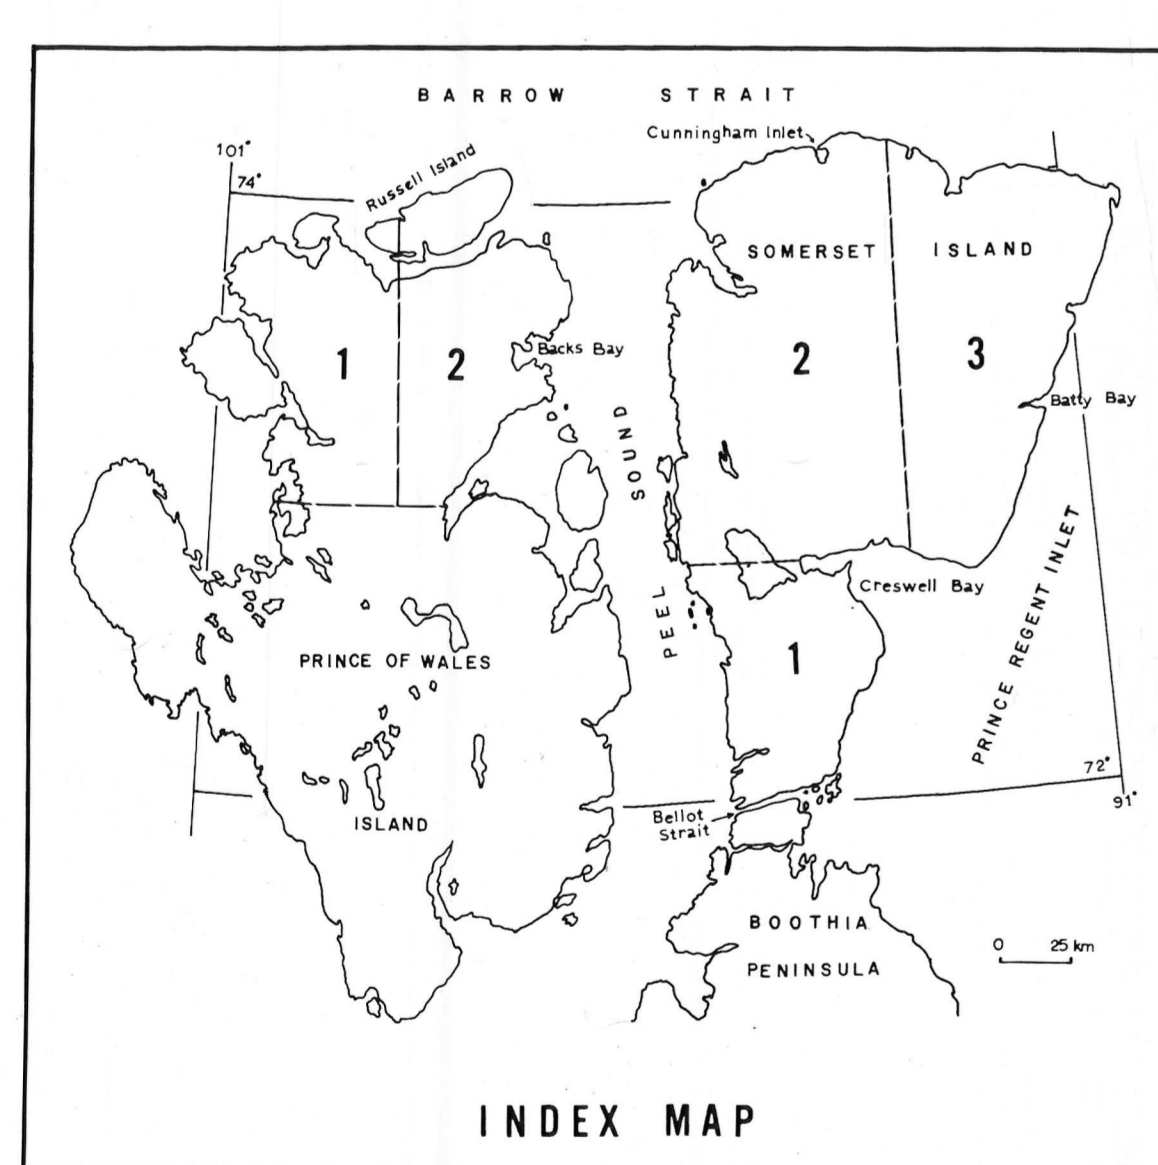 BARROW STRAIT
Cunningham Inlet
101°
74°
Russell Island
SOMERSET ISLAND
1
2
Backs Bay
2
3
Batty Bay
PEEL SOUND
Creswell Bay
PRINCE REGENT INLET
PRINCE OF WALES
1
72°
91°
ISLAND
Bellot
Strait
BOOTHIA
PENINSULA
0 25 km
INDEX MAP